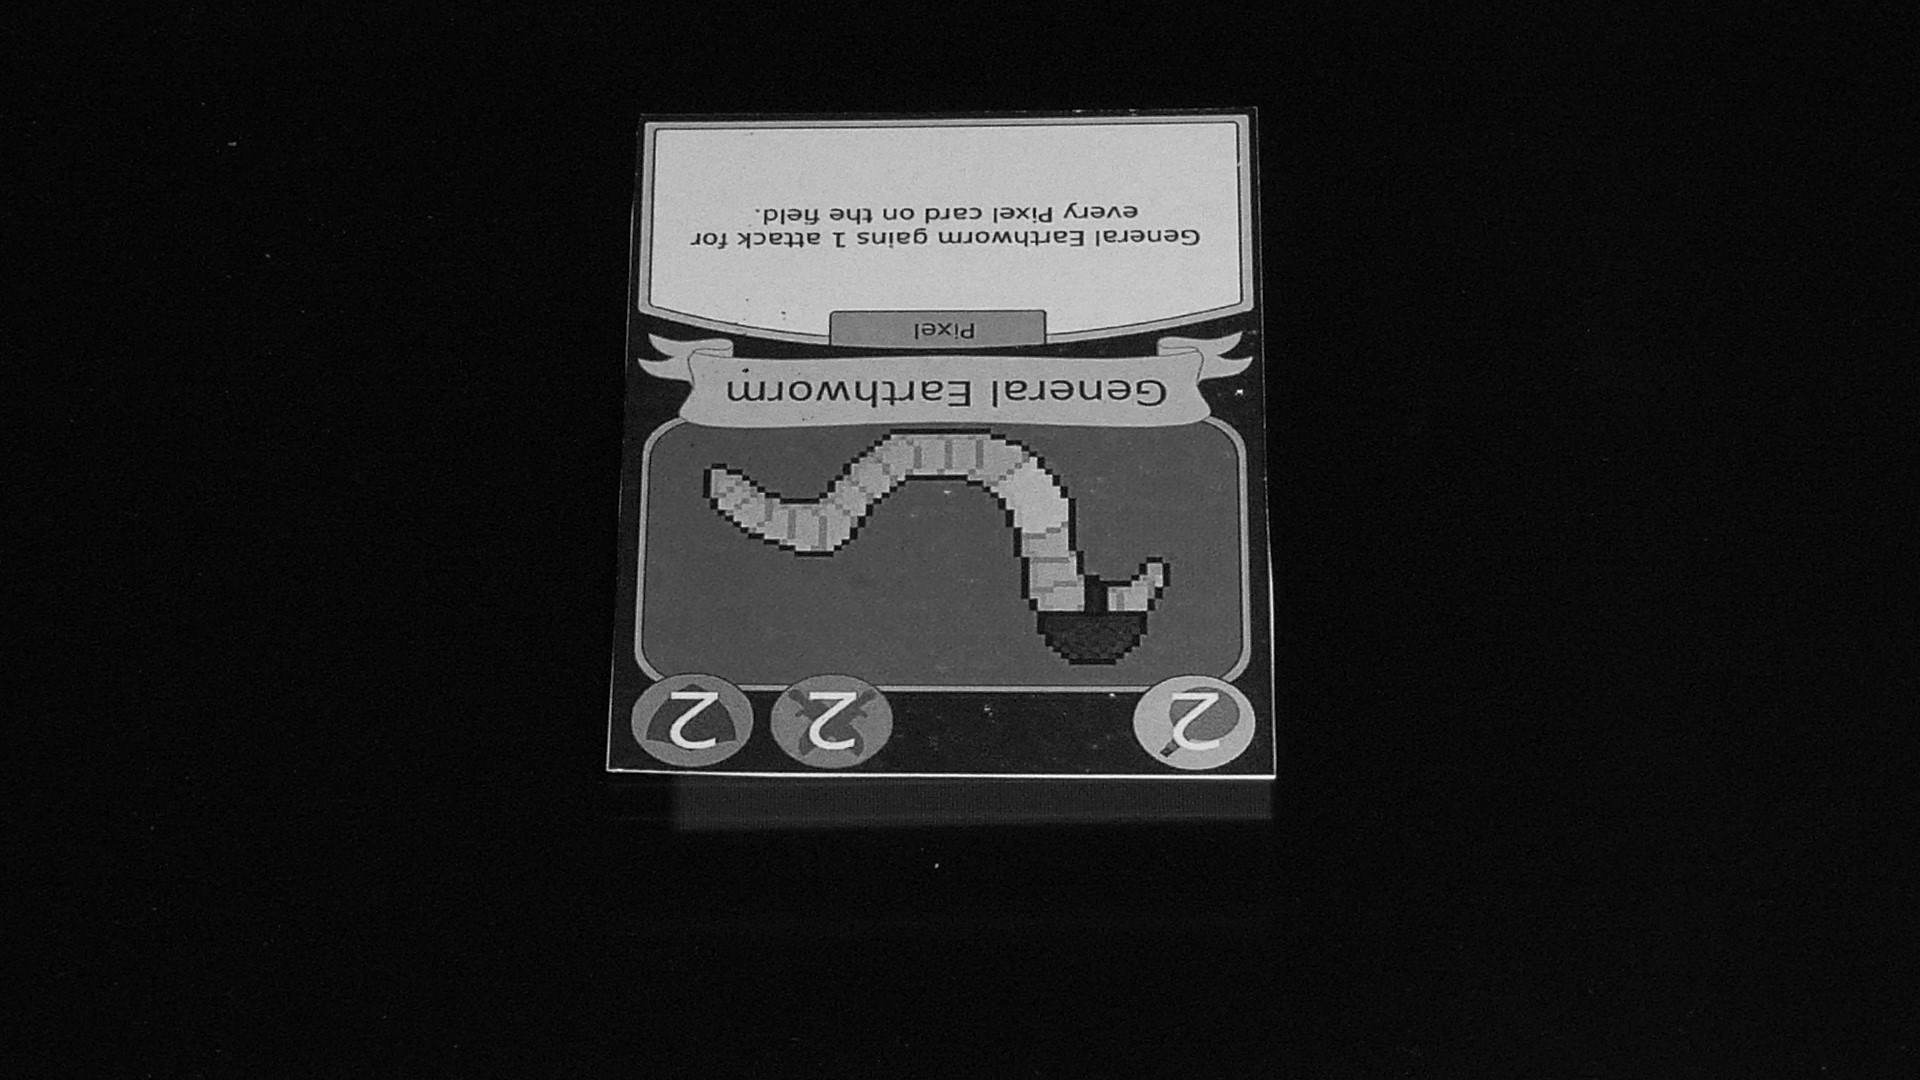 2 2 2
General Earthworm
Pixel
General Earthworm gains 1 attack for
every Pixel card on the field.